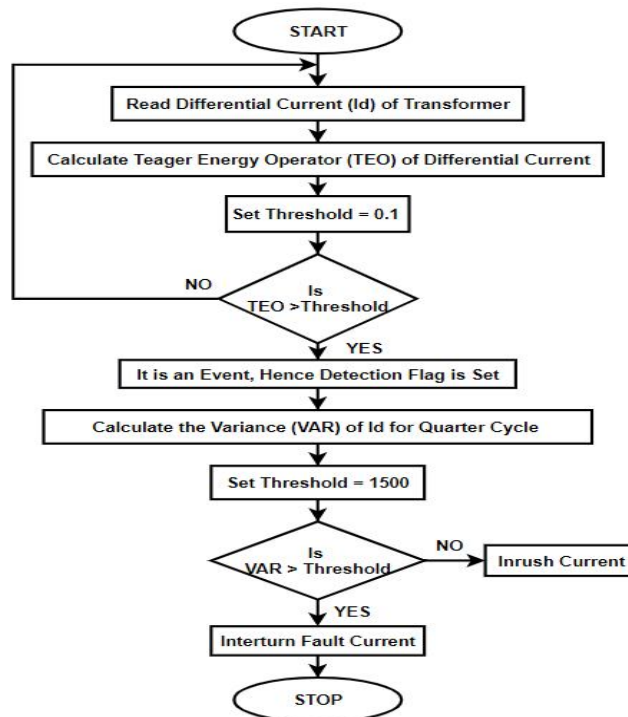 START
Read Differential Current (Id) of Transformer
Calculate Teager Energy Operator (TEO) of Differential Current
Set Threshold = 0.1
NO
Is
TEO >Threshold
YES
It is an Event, Hence Detection Flag is Set
Calculate the Variance (VAR) of Id for Quarter Cycle
Set Threshold = 1500
Is
VAR > Threshold
NO
Inrush Current
YES
Interturn Fault Current
STOP